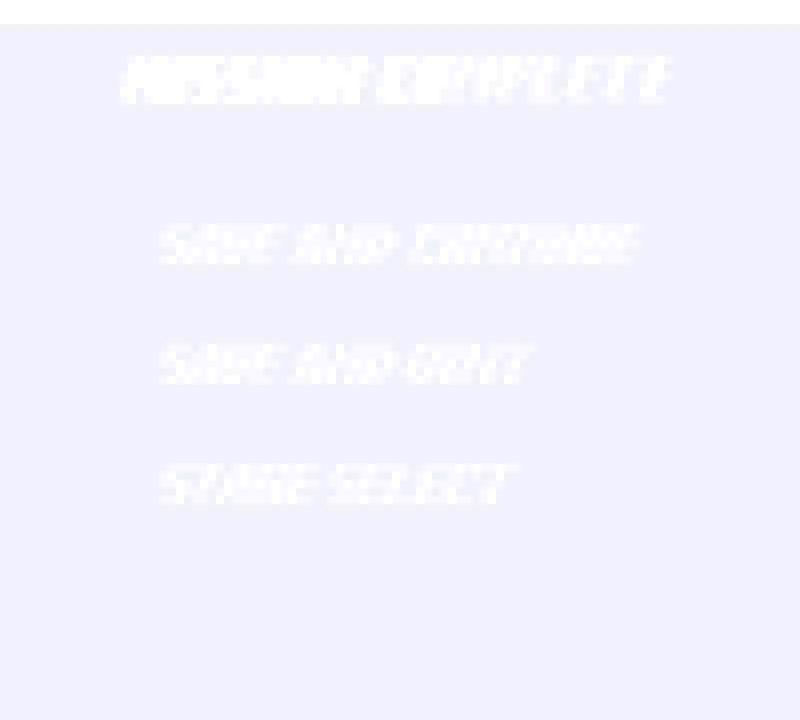 MISSION COMPLETE
SAVE AND CONTINUE
SAVE AND QUIT
STAGE SELECT